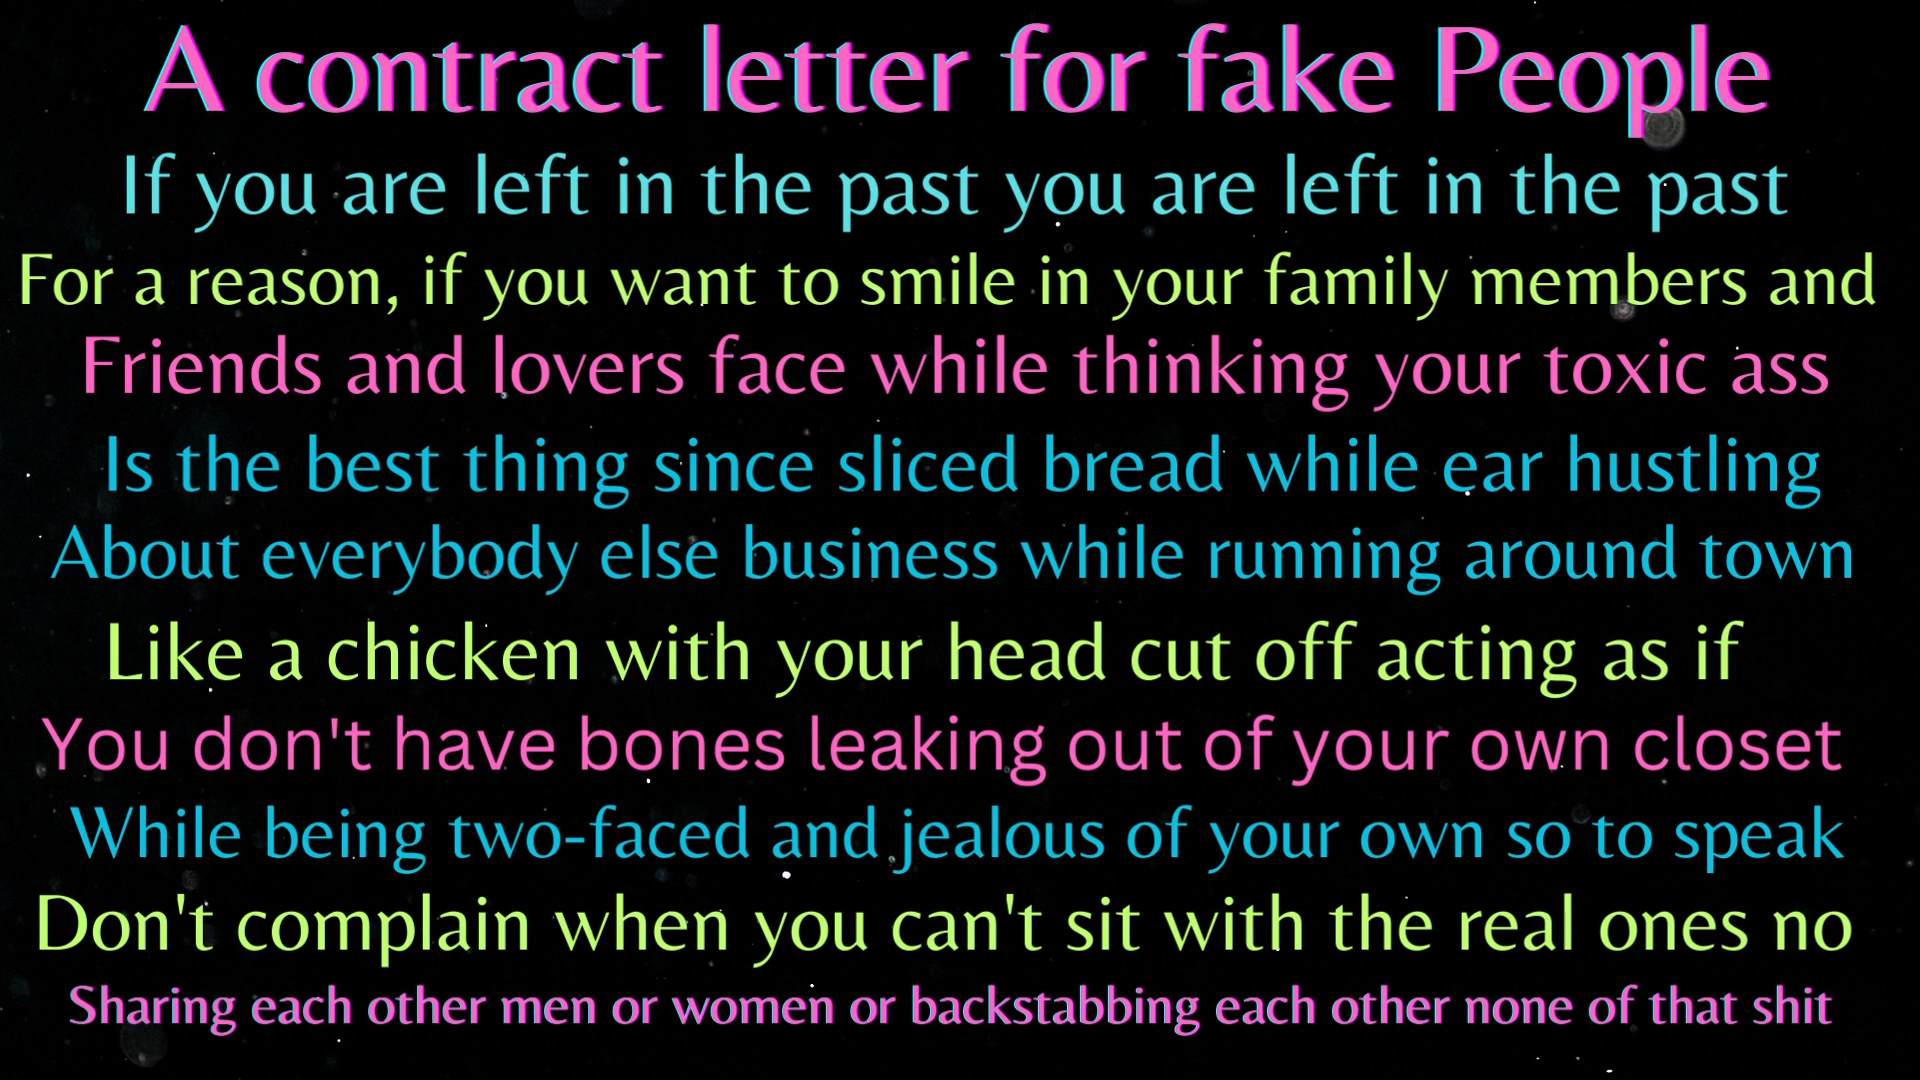 A contract letter for fake People
If you are left in the past you are left in the past
For a reason, if you want to smile in your family members and
Friends and lovers face while thinking your toxic ass
Is the best thing since sliced bread while ear hustling
About everybody else business while running around town
Like a chicken with your head cut off acting as if
You don't have bones leaking out of your own closet
While being two-faced and jealous of your own so to speak
Don't complain when you can't sit with the real ones no
Sharing each other men or women or backstabbing each other none of that shit